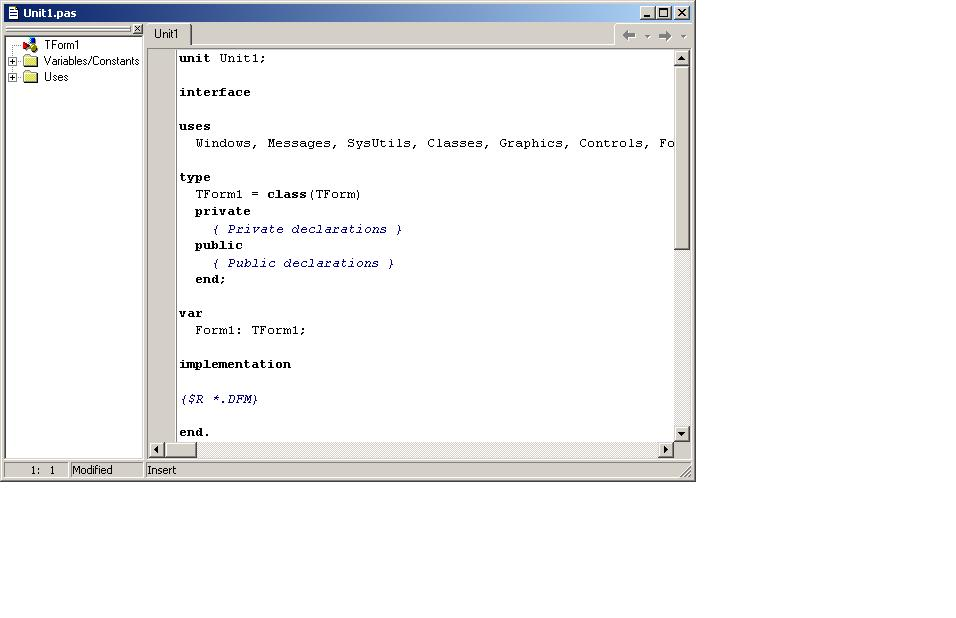 Unit1.pas
TForm1
Variables/Constants
Uses
Unit1
unit Unit1;
interface
uses
Windows, Messages, SysUtils, Classes, Graphics, Controls, Fo
type
TForm1 = class(TForm)
private
{ Private declarations }
public
{ Public declarations }
end;
var
Form1: TForm1;
implementation
{$R *.DFM}
end.
1: 1
Modified
Insert